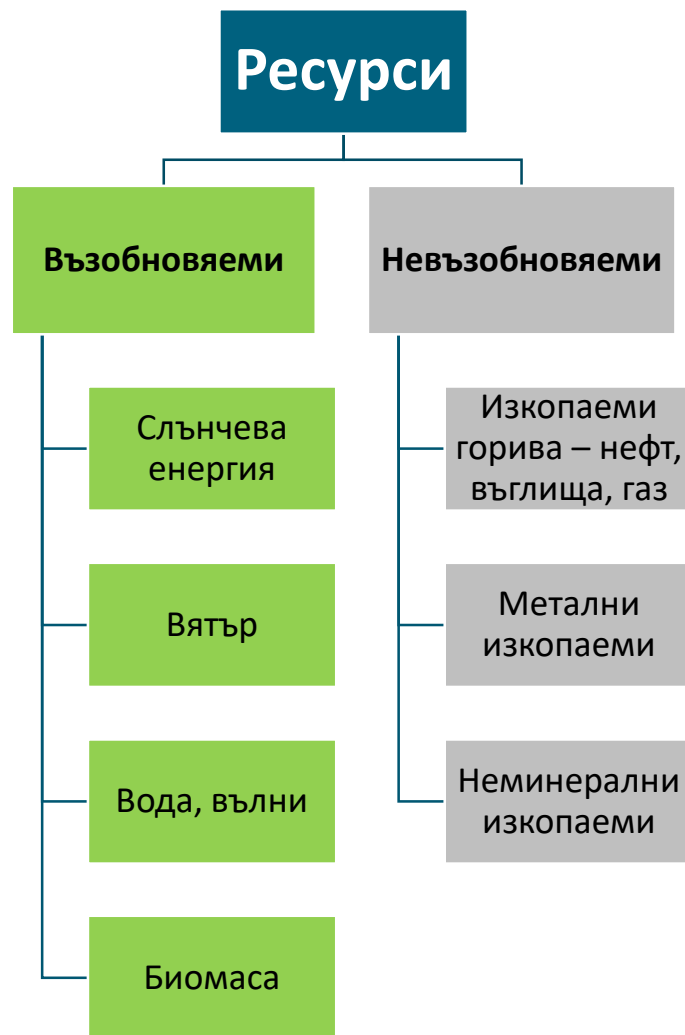 Ресурси
Възобновяеми
Слънчева
енергия
Вятър
Вода, вълни
Биомаса
Невъзобновяеми
Изкопаеми
горива – нефт,
въглища, газ
Метални
изкопаеми
Неминерални
изкопаеми